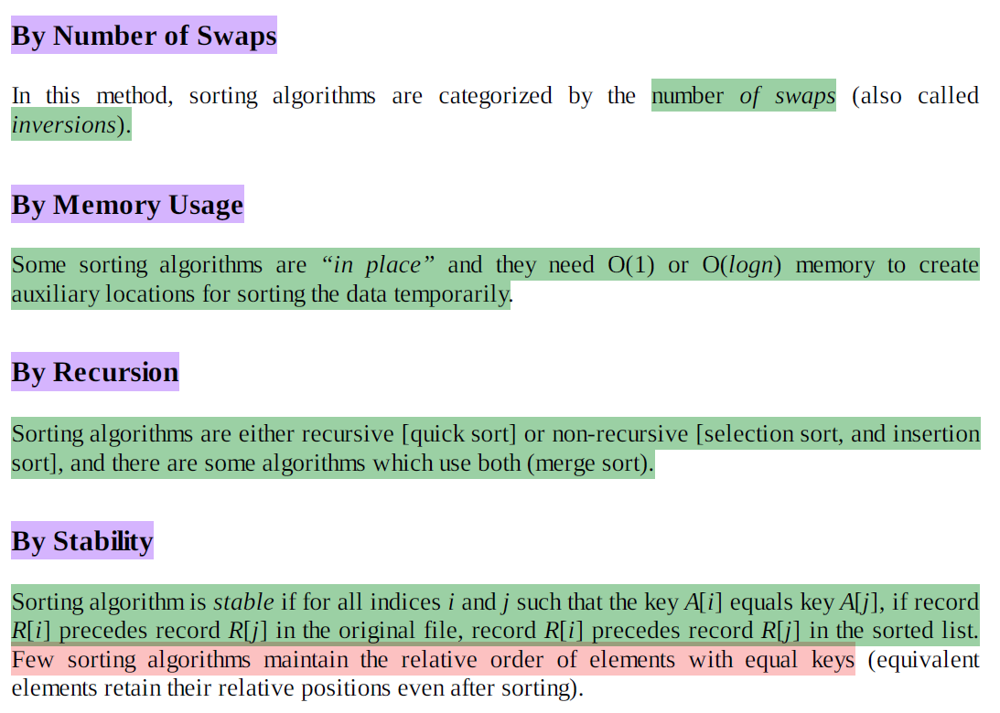 By Number of Swaps
In this method, sorting algorithms are categorized by the number of swaps (also called
inversions).
By Memory Usage
Some sorting algorithms are “in place” and they need O(1) or O(logn) memory to create
auxiliary locations for sorting the data temporarily.
By Recursion
Sorting algorithms are either recursive [quick sort] or non-recursive [selection sort, and insertion
sort], and there are some algorithms which use both (merge sort).
By Stability
Sorting algorithm is stable if for all indices i and j such that the key A[i] equals key A[j], if record
R[i] precedes record R[j] in the original file, record R[i] precedes record R[j] in the sorted list.
Few sorting algorithms maintain the relative order of elements with equal keys (equivalent
elements retain their relative positions even after sorting).